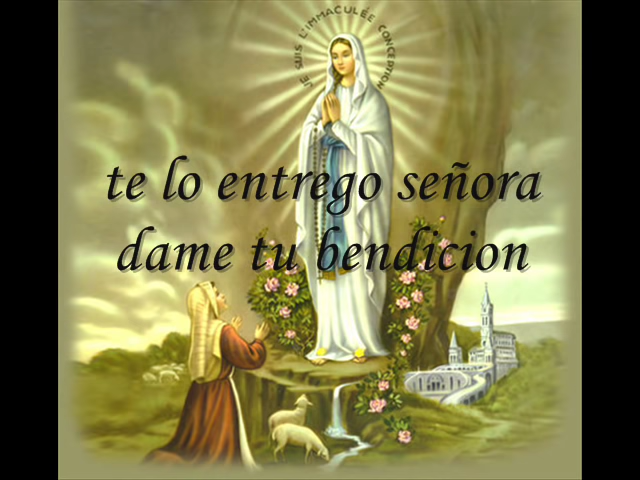 JE SUIS L'IMMACULÉE CONCEPTION
te lo entrego señora
dame tu bendicion